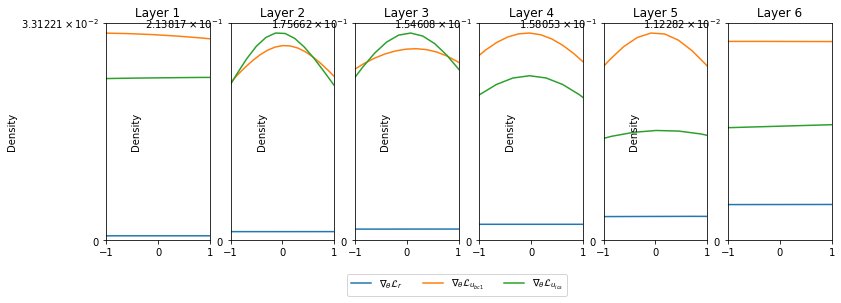 Layer 1 Layer 2 Layer 3 Layer 4 Layer 5 Layer 6
3.31221 × 10⁻² 2.13817 × 10⁻¹ 1.75662 × 10⁻¹ 1.54608 × 10⁻¹ 1.58053 × 10⁻¹ 1.12282 × 10⁻²
Density Density Density Density Density Density
0 0 0 0 0 0
−1 0 1 −1 0 1 −1 0 1 −1 0 1 −1 0 1 −1 0 1
∇θℒr ∇θℒu_bc1 ∇θℒu_ics